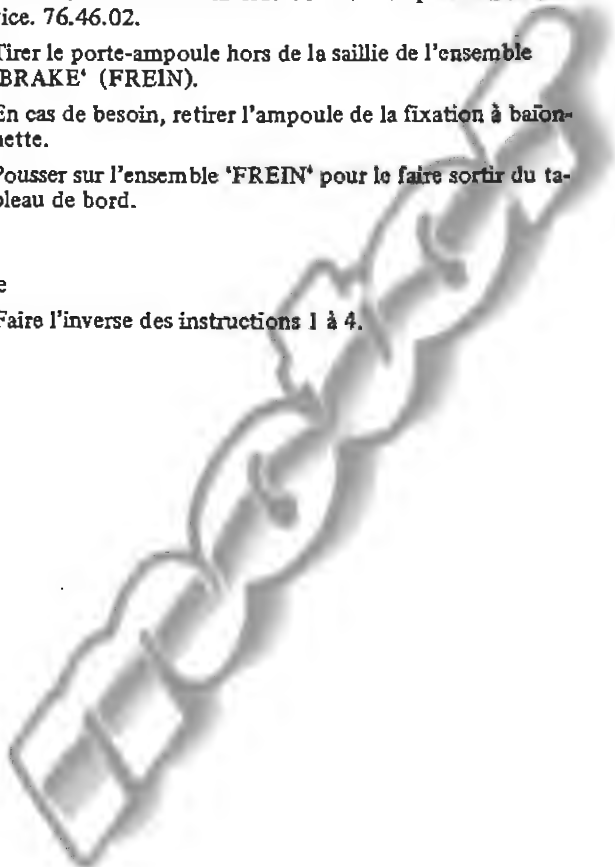 vice. 76.46.02.
Tirer le porte-ampoule hors de la saillie de l'ensemble
BRAKE' (FREIN).
En cas de besoin, retirer l'ampoule de la fixation à baïon-
nette.
Pousser sur l'ensemble 'FREIN' pour le faire sortir du ta-
bleau de bord.
e
Faire l'inverse des instructions 1 à 4.